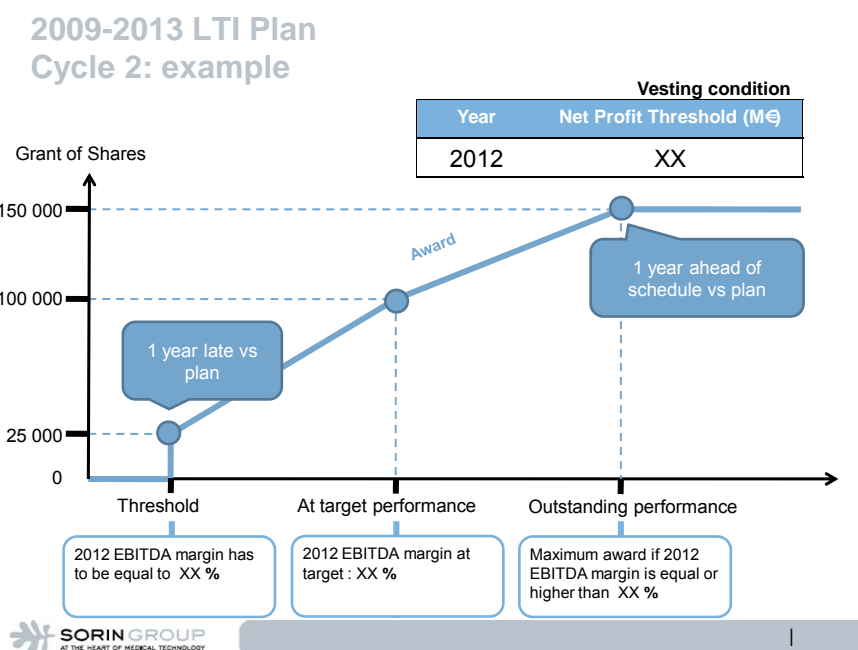 2009-2013 LTI Plan
Cycle 2: example
Vesting condition
Year Net Profit Threshold (M€)
2012 XX
Grant of Shares
150 000
100 000
25 000
0
Award
1 year late vs
plan
1 year ahead of
schedule vs plan
Threshold
At target performance
Outstanding performance
2012 EBITDA margin has
to be equal to XX %
2012 EBITDA margin at
target : XX %
Maximum award if 2012
EBITDA margin is equal or
higher than XX %
SORIN GROUP
AT THE HEART OF MEDICAL TECHNOLOGY
|